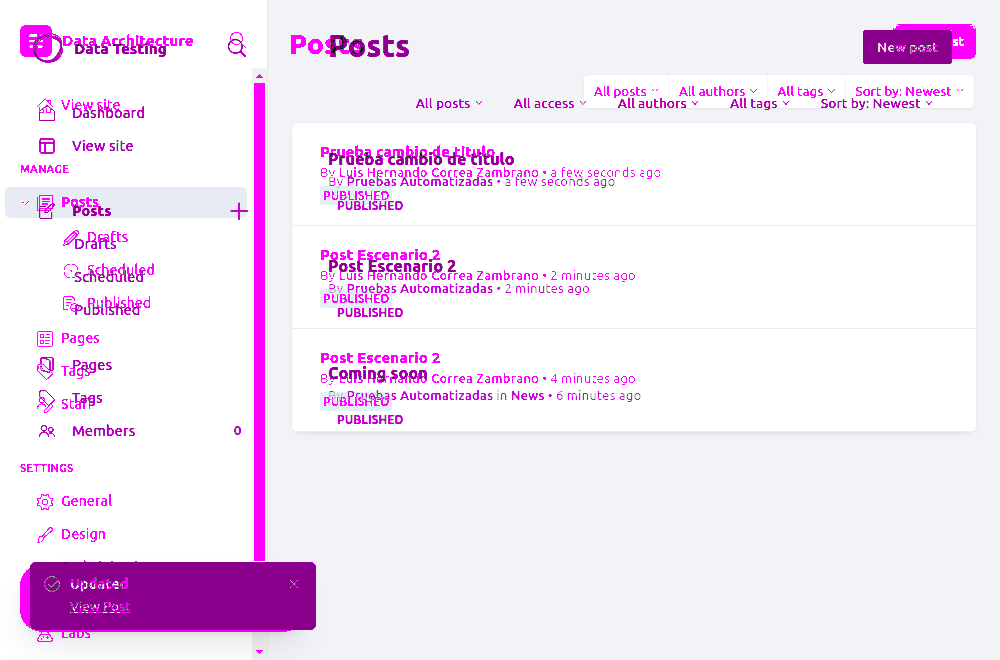 Data Architecture
Data Testing
View site
Dashboard
View site
MANAGE
Posts
Posts
Drafts
Drafts
Scheduled
Scheduled
Published
Published
Pages
Pages
Tags
Tags
Staff
Members 0
SETTINGS
General
Design
Labs
Updated
View Post
Posts
Posts
New post
All posts All authors All tags Sort by: Newest
All posts All access All authors All tags Sort by: Newest
Prueba cambio de titulo
Prueba cambio de titulo
By Luis Hernando Correa Zambrano • a few seconds ago
By Pruebas Automatizadas • a few seconds ago
PUBLISHED
PUBLISHED
Post Escenario 2
Post Escenario 2
By Luis Hernando Correa Zambrano • 2 minutes ago
By Pruebas Automatizadas • 2 minutes ago
PUBLISHED
PUBLISHED
Post Escenario 2
Coming soon
By Luis Hernando Correa Zambrano • 4 minutes ago
By Pruebas Automatizadas in News • 6 minutes ago
PUBLISHED
PUBLISHED